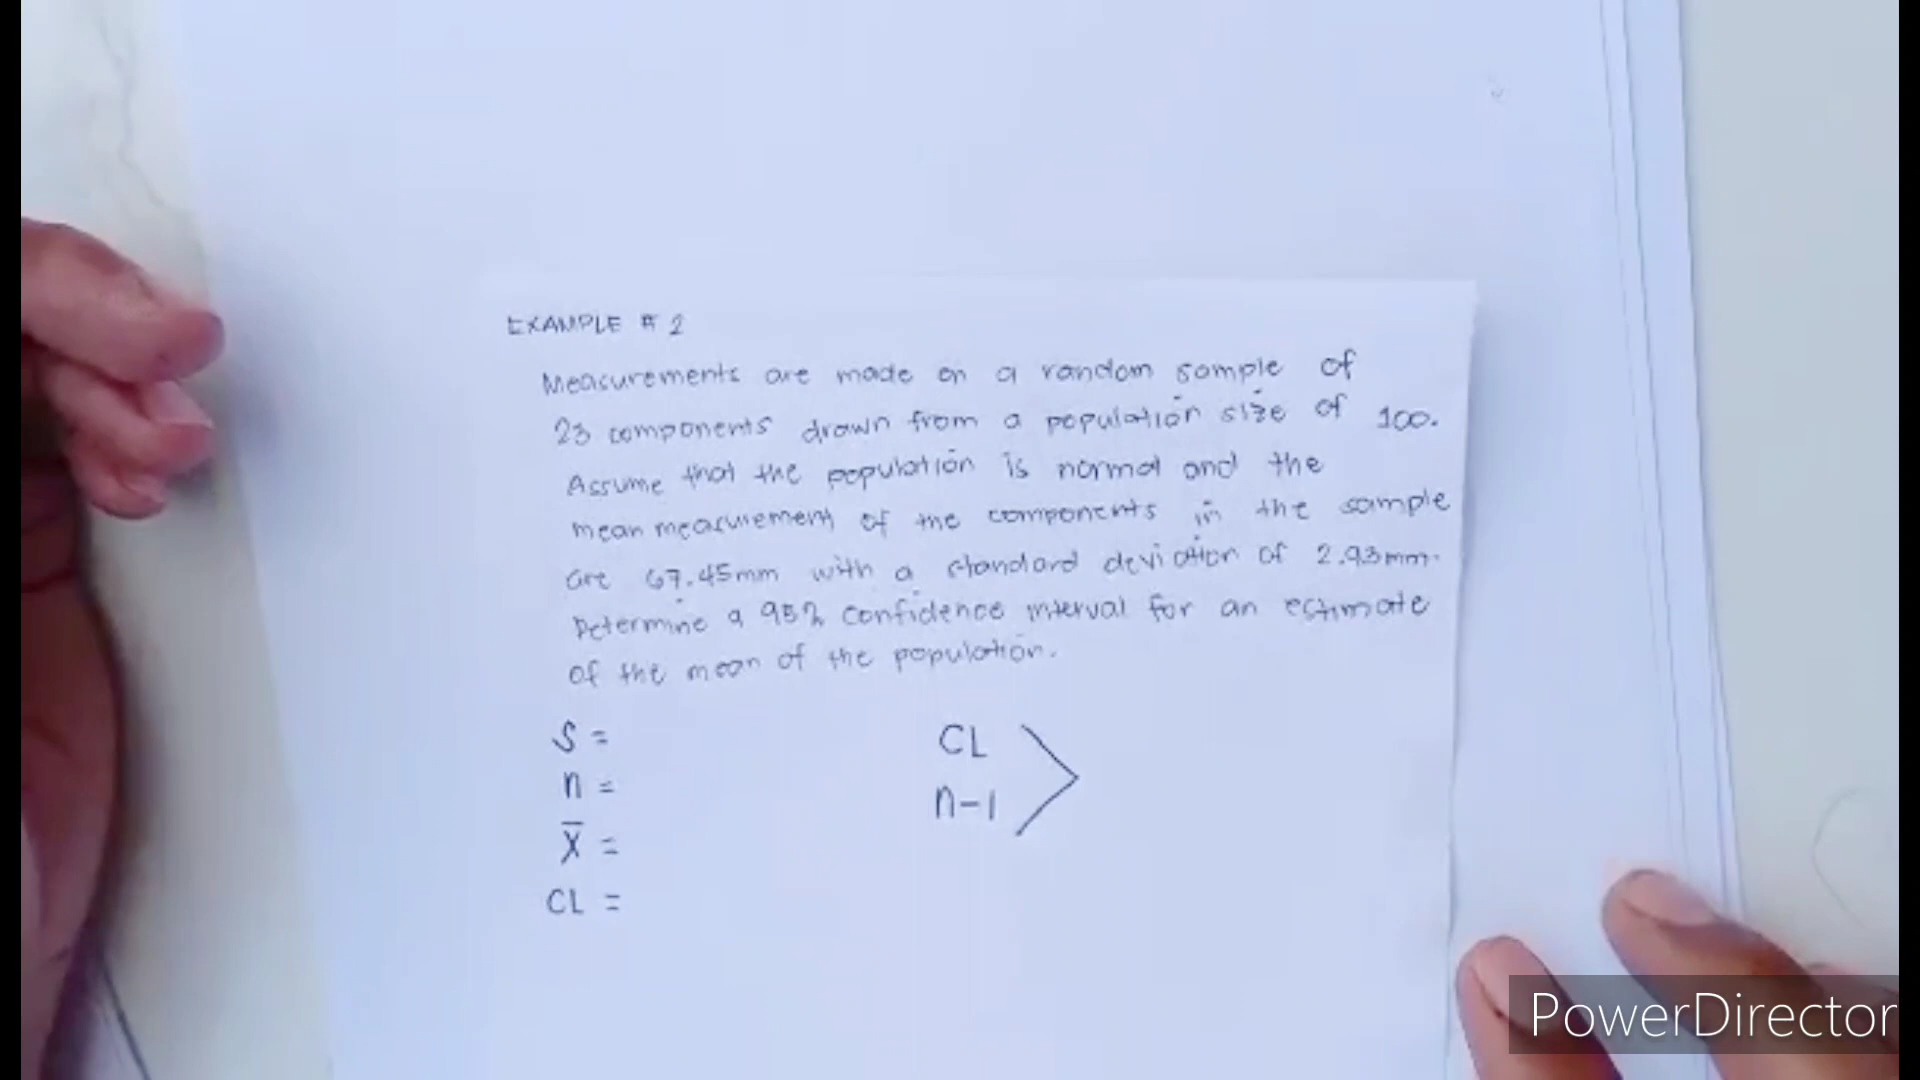 EXAMPLE # 2
Measurements are made on a random sample of
23 components drawn from a population size of 100.
Assume that the population is normal and the
mean measurement of the components in the sample
are 67.45mm with a standard deviation of 2.93mm.
Determine a 95% confidence interval for an estimate
of the mean of the population.
S =
n =
X̄ =
CL =
CL
n-1
PowerDirector